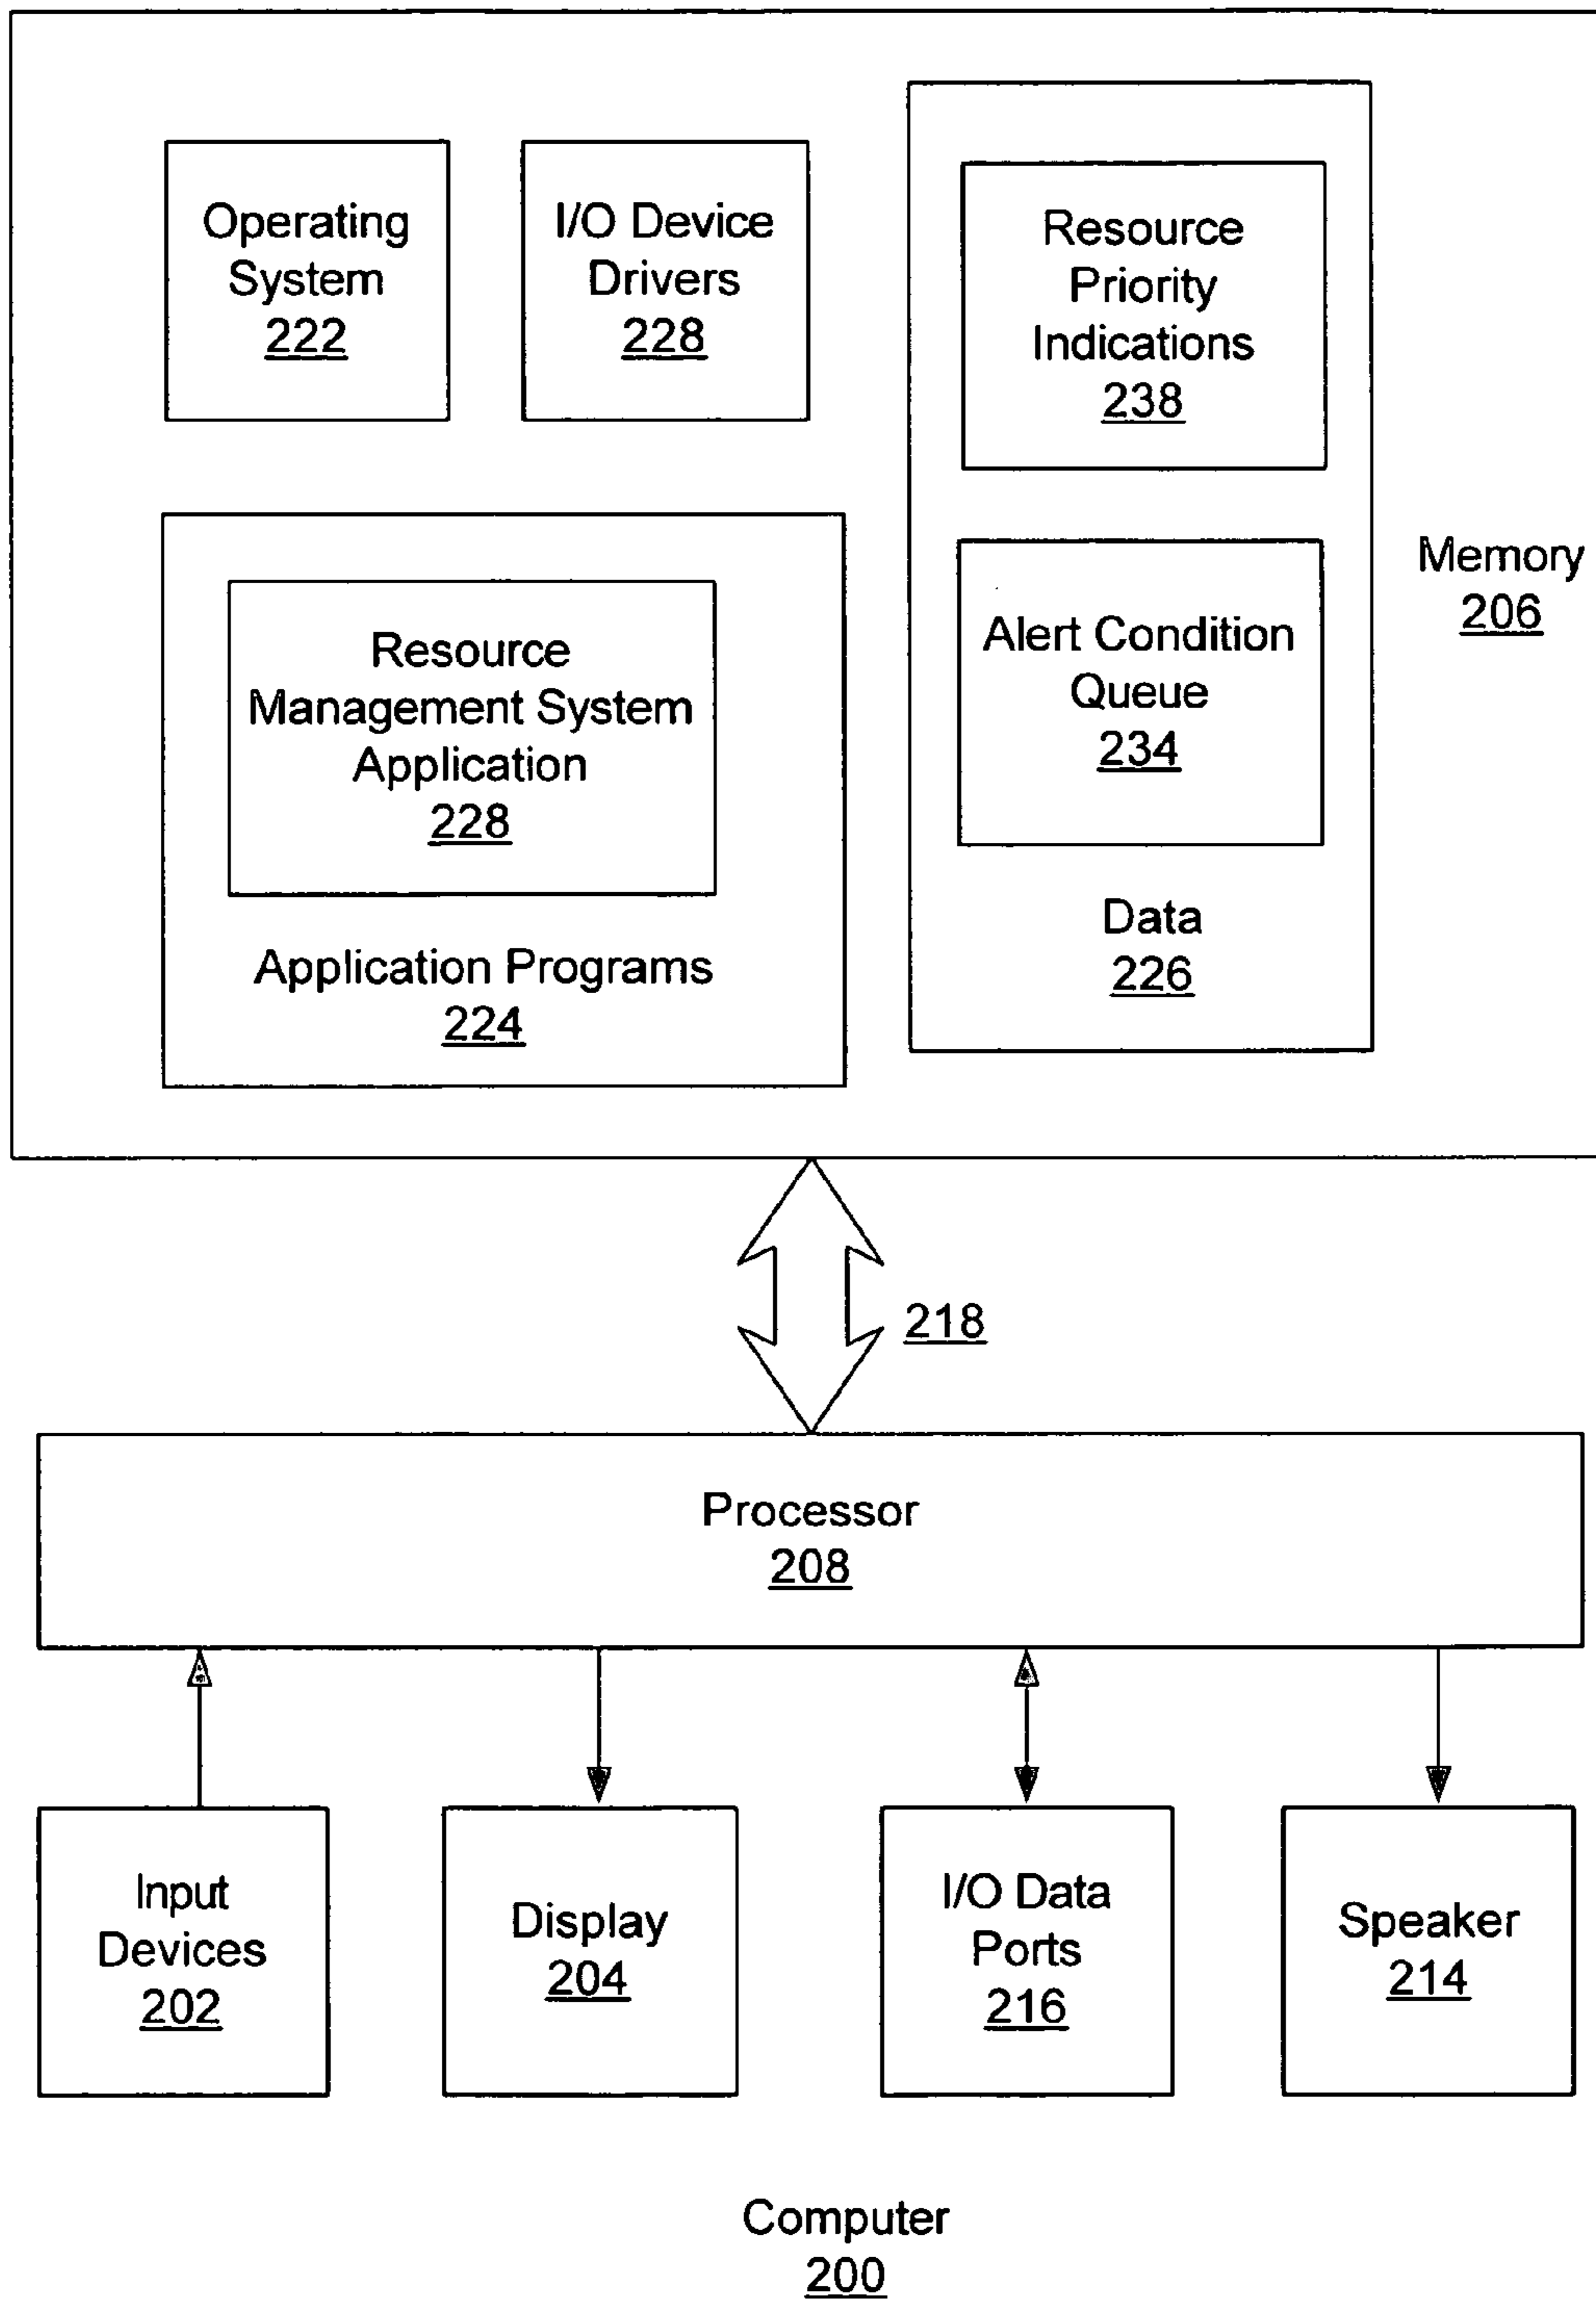 Operating
System
222
I/O Device
Drivers
228
Resource
Priority
Indications
238
Resource
Management System
Application
228
Application Programs
224
Alert Condition
Queue
234
Data
226
Memory
206
218
Processor
208
Input
Devices
202
Display
204
I/O Data
Ports
216
Speaker
214
Computer
200